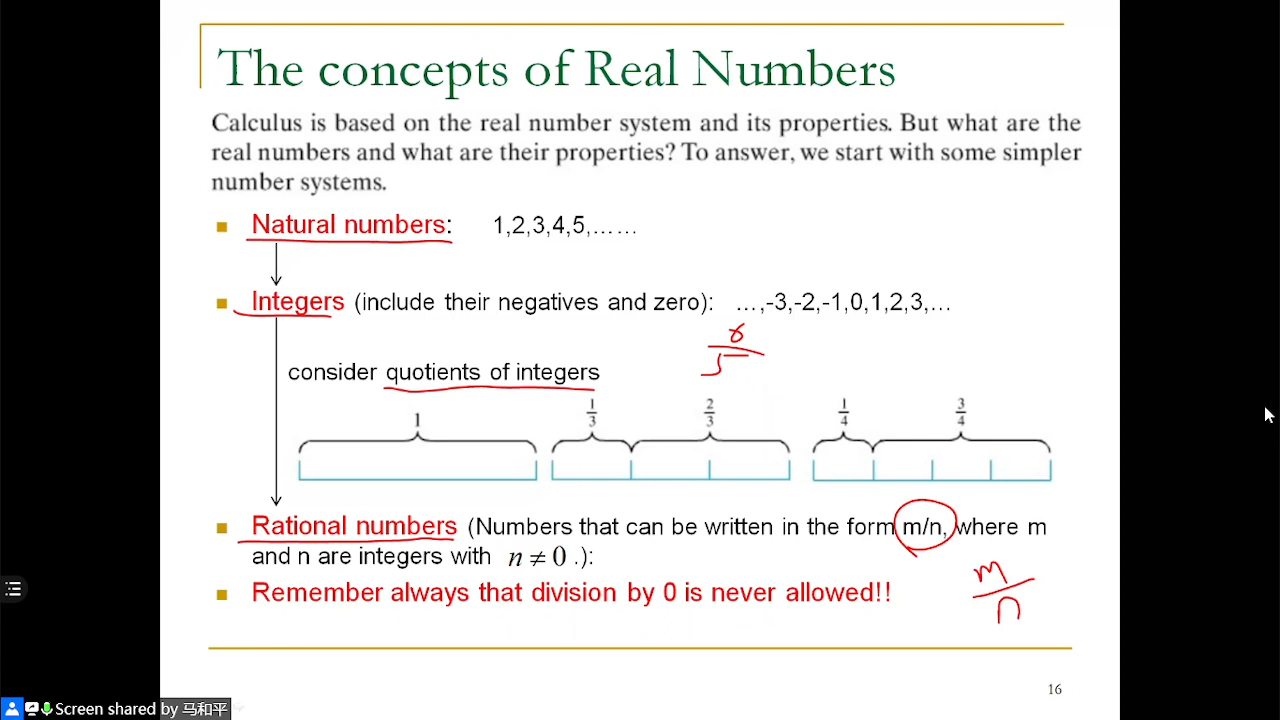 The concepts of Real Numbers
Calculus is based on the real number system and its properties. But what are the
real numbers and what are their properties? To answer, we start with some simpler
number systems.
Natural numbers: 1,2,3,4,5,……
Integers (include their negatives and zero): …,-3,-2,-1,0,1,2,3,…
consider quotients of integers
1 1/3 2/3 1/4 3/4
Rational numbers (Numbers that can be written in the form m/n, where m
and n are integers with n ≠ 0 .):
m/n
Remember always that division by 0 is never allowed!!
16
Screen shared by 马和平